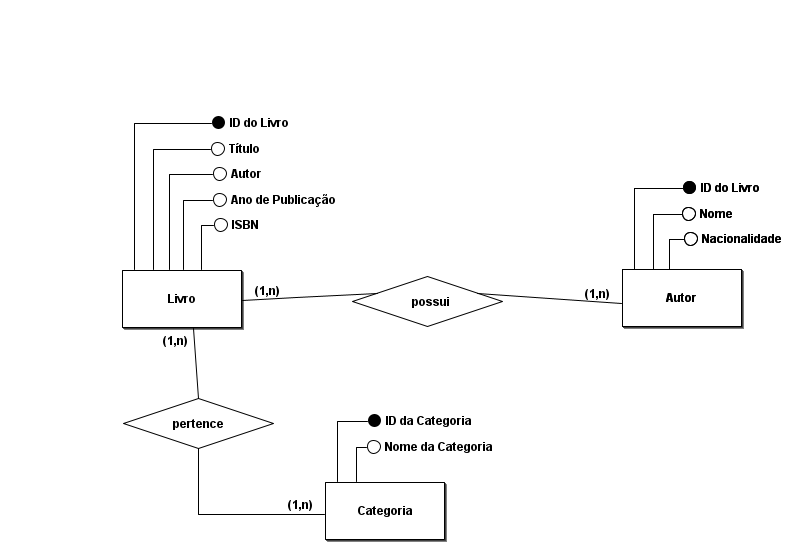 ID do Livro
Título
Autor
Ano de Publicação
ISBN
ID do Livro
Nome
Nacionalidade
Livro
(1,n)
possui
(1,n)
Autor
(1,n)
pertence
ID da Categoria
Nome da Categoria
(1,n)
Categoria